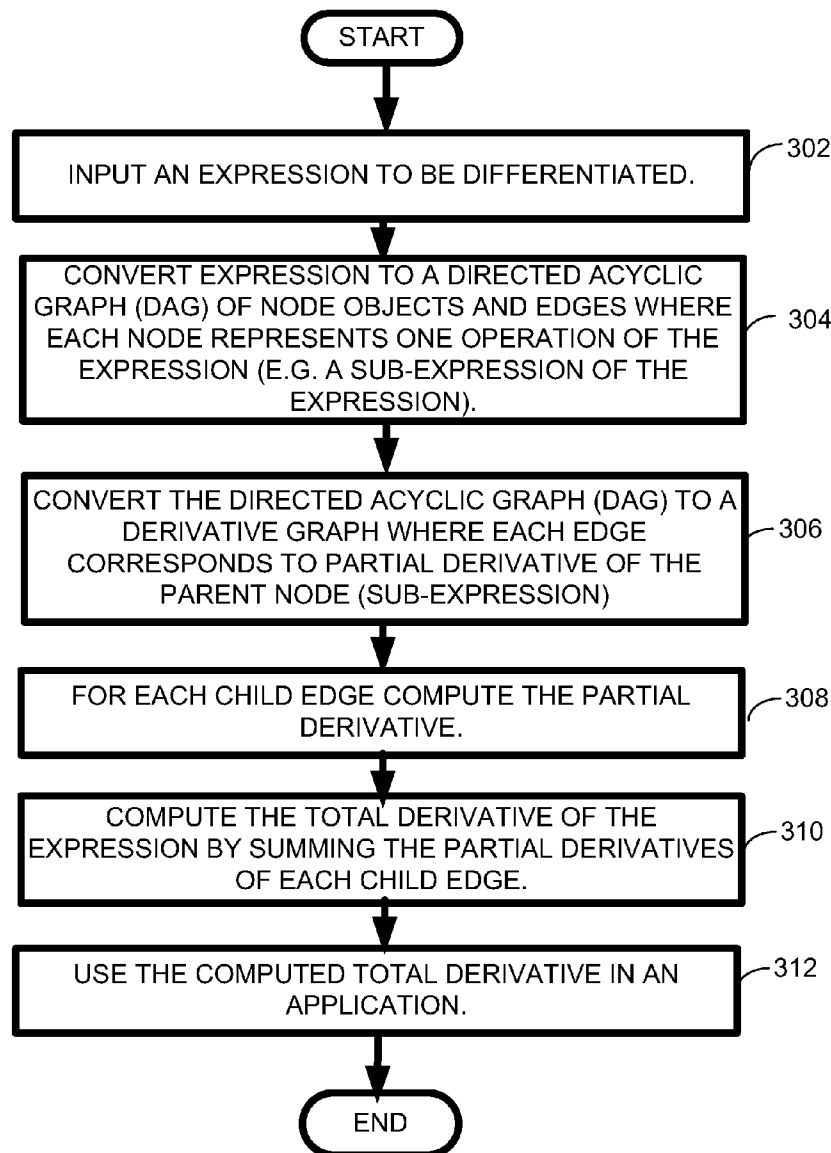 START
INPUT AN EXPRESSION TO BE DIFFERENTIATED.
302
CONVERT EXPRESSION TO A DIRECTED ACYCLIC
GRAPH (DAG) OF NODE OBJECTS AND EDGES WHERE
EACH NODE REPRESENTS ONE OPERATION OF THE
EXPRESSION (E.G. A SUB-EXPRESSION OF THE
EXPRESSION).
304
CONVERT THE DIRECTED ACYCLIC GRAPH (DAG) TO A
DERIVATIVE GRAPH WHERE EACH EDGE
CORRESPONDS TO PARTIAL DERIVATIVE OF THE
PARENT NODE (SUB-EXPRESSION)
306
FOR EACH CHILD EDGE COMPUTE THE PARTIAL
DERIVATIVE.
308
COMPUTE THE TOTAL DERIVATIVE OF THE
EXPRESSION BY SUMMING THE PARTIAL DERIVATIVES
OF EACH CHILD EDGE.
310
USE THE COMPUTED TOTAL DERIVATIVE IN AN
APPLICATION.
312
END